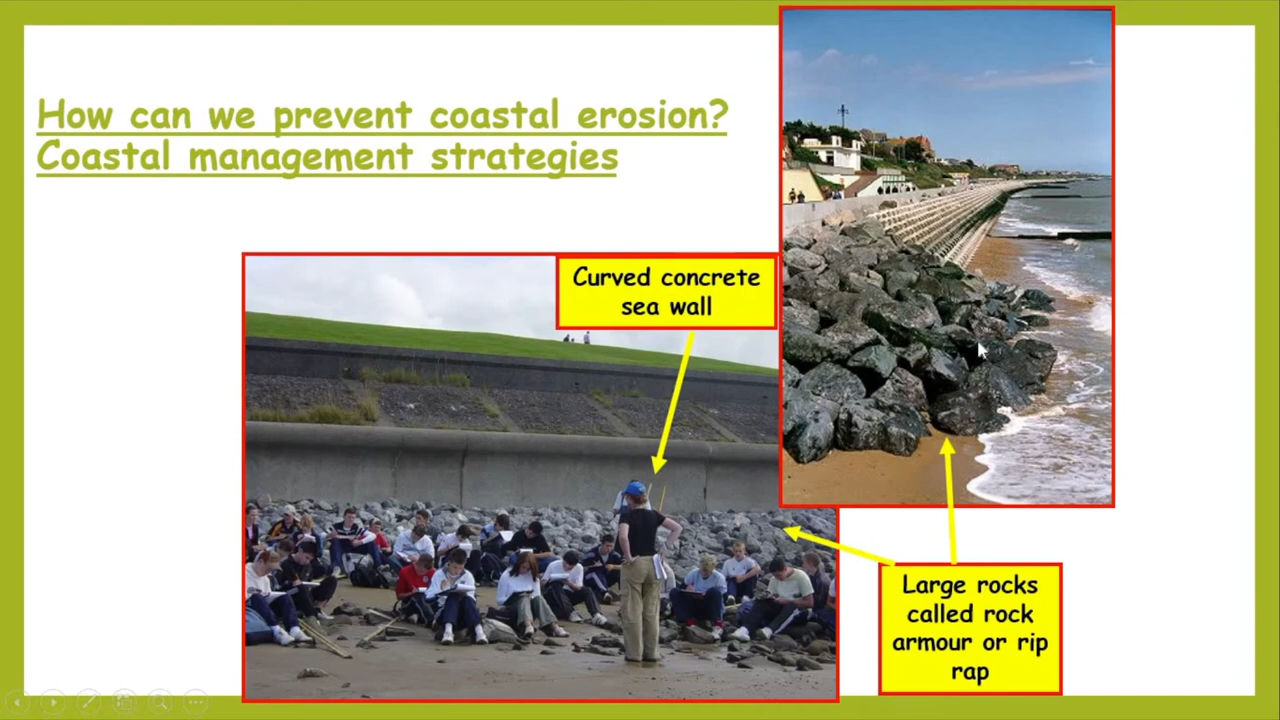 How can we prevent coastal erosion?
Coastal management strategies
Curved concrete
sea wall
Large rocks
called rock
armour or rip
rap